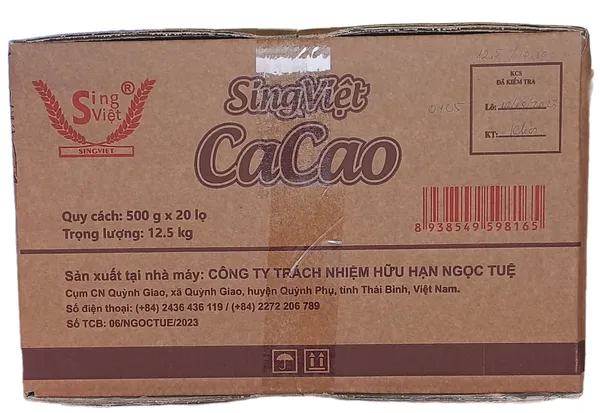 Sing
Việt
®
SINGVIET
SingViệt
CaCao
KCS
ĐÃ KIỂM TRA
Lô:
KT:
0405
Quy cách: 500 g x 20 lọ
Trọng lượng: 12.5 kg
8 938549 598165
Sản xuất tại nhà máy: CÔNG TY TRÁCH NHIỆM HỮU HẠN NGỌC TUỆ
Cụm CN Quỳnh Giao, xã Quỳnh Giao, huyện Quỳnh Phụ, tỉnh Thái Bình, Việt Nam.
Số điện thoại: (+84) 2436 436 119 / (+84) 2272 206 789
Số TCB: 06/NGOCTUE/2023